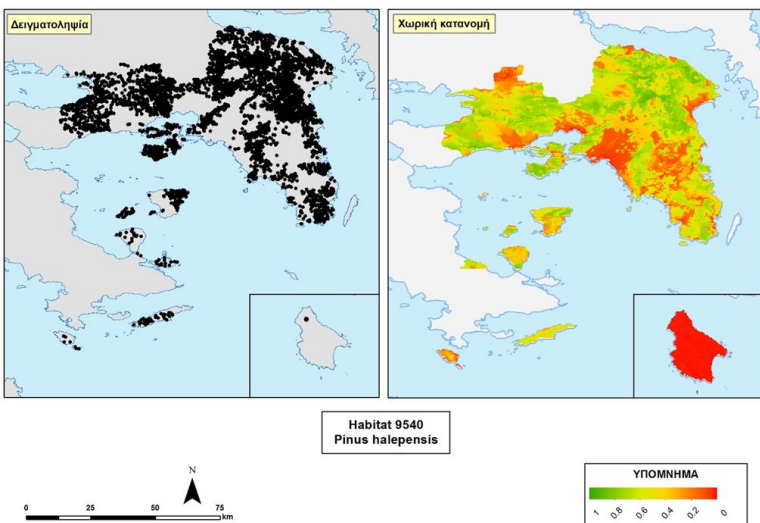 Δειγματοληψία
Χωρική κατανομή
Habitat 9540
Pinus halepensis
N
0 25 50 75
km
ΥΠΟΜΝΗΜΑ
1 0.8 0.6 0.4 0.2 0